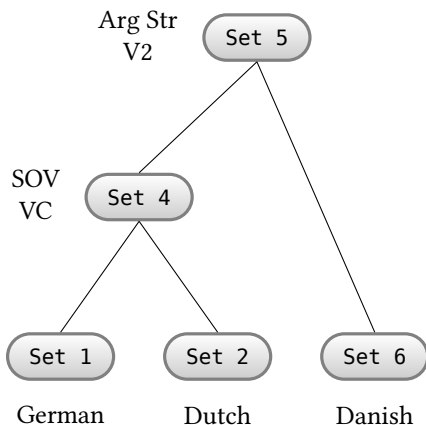 Arg Str
V2
Set 5
SOV
VC
Set 4
Set 1
Set 2
Set 6
German
Dutch
Danish